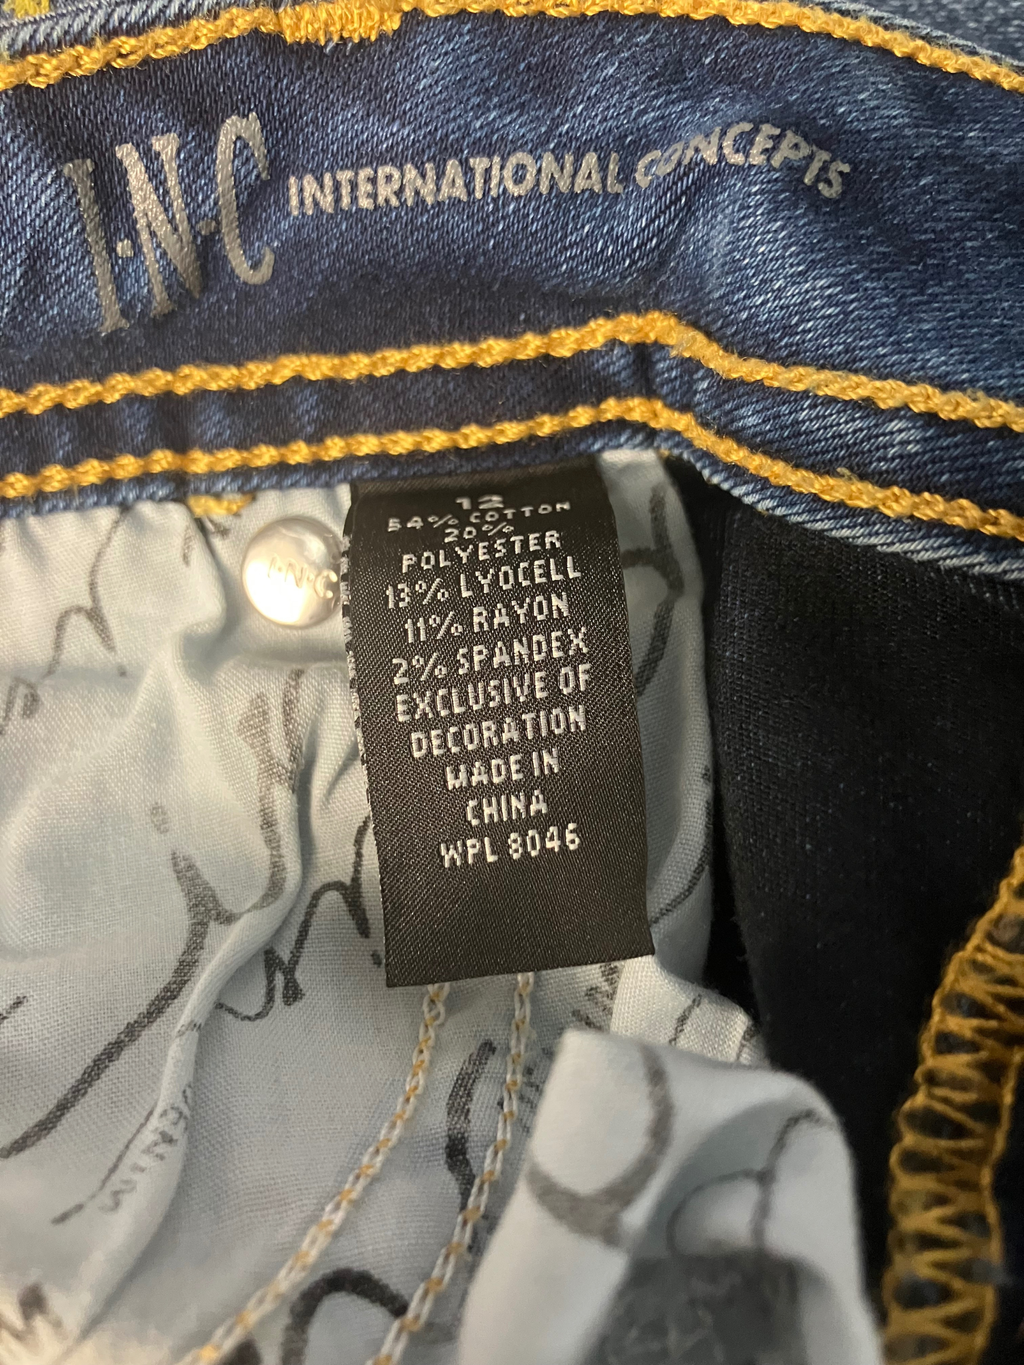 I·N·C INTERNATIONAL CONCEPTS
12
54% COTTON
20%
POLYESTER
13% LYOCELL
11% RAYON
2% SPANDEX
EXCLUSIVE OF
DECORATION
MADE IN
CHINA
WPL 8046
I·N·C